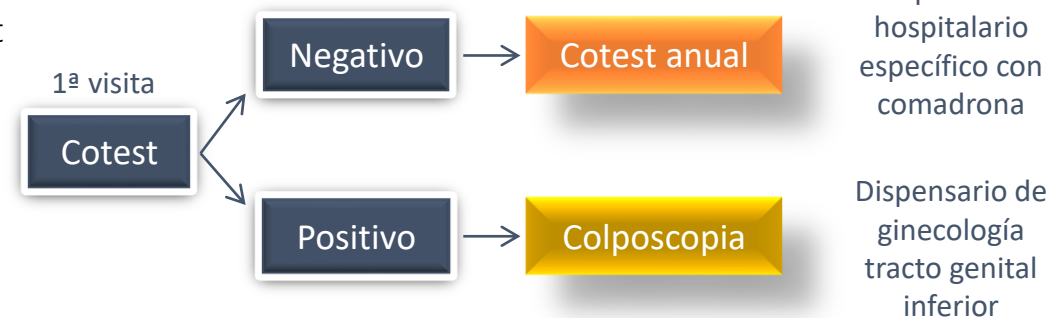 1ª visita
Cotest
Negativo
Cotest anual
hospitalario
específico con
comadrona
Positivo
Colposcopia
Dispensario de
ginecología
tracto genital
inferior